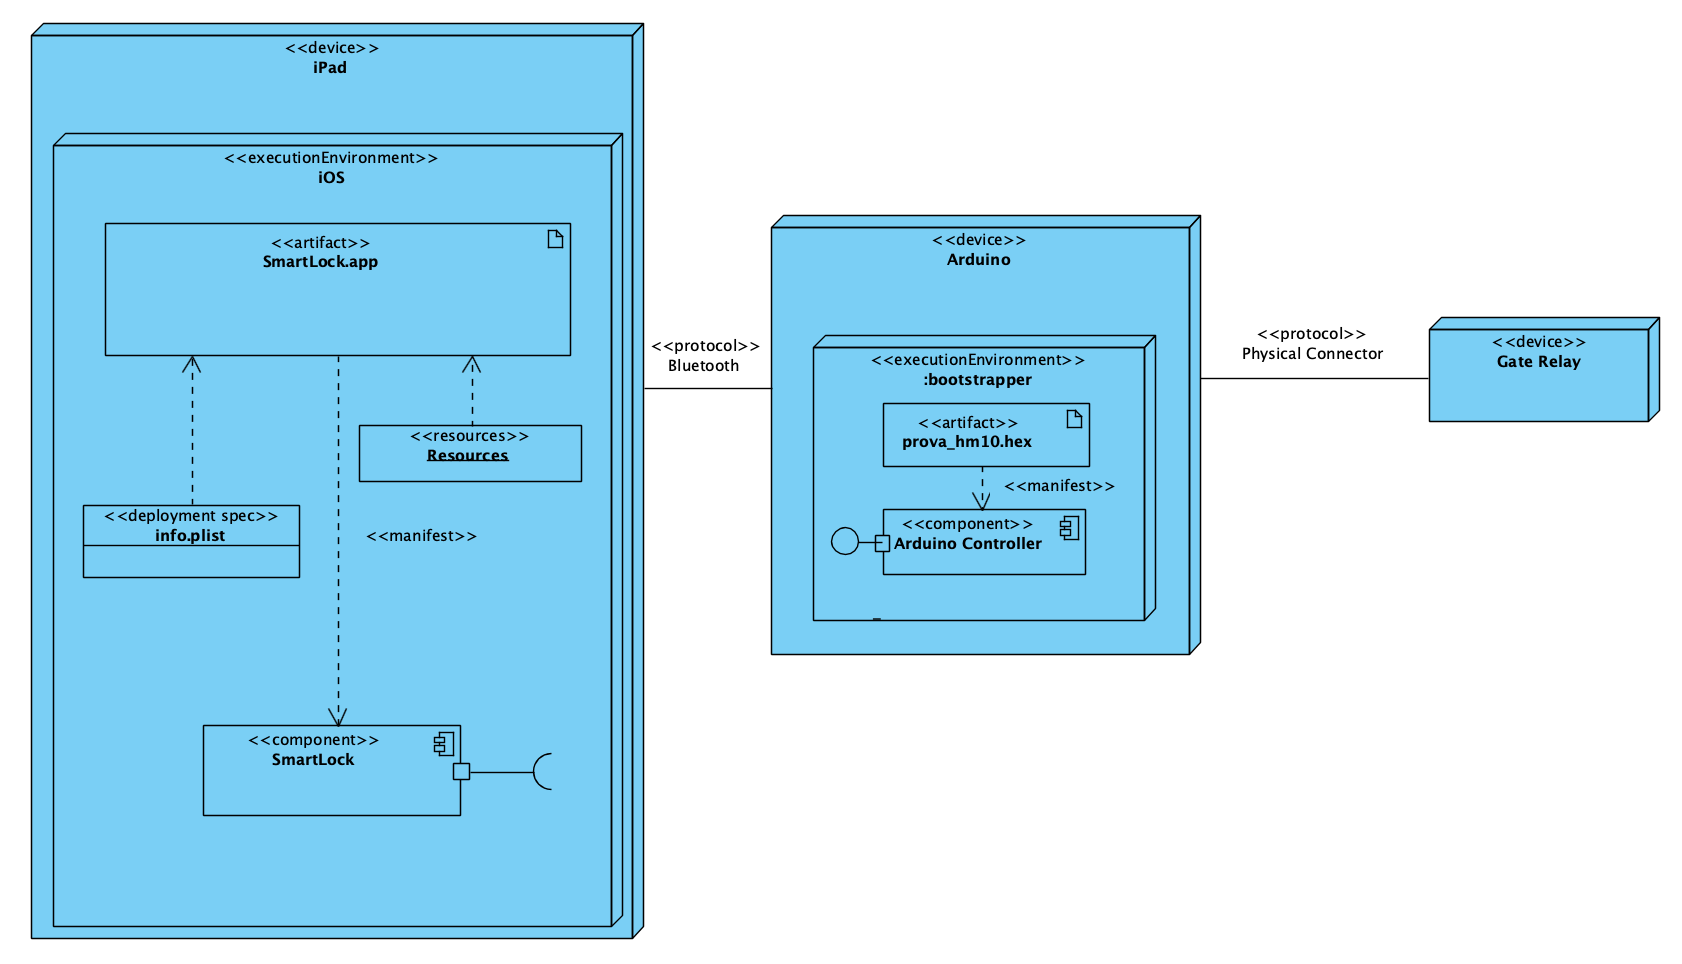 <<device>>
iPad
<<executionEnvironment>>
iOS
<<artifact>>
SmartLock.app
<<resources>>
Resources
<<deployment spec>>
info.plist
<<manifest>>
<<component>>
SmartLock
<<protocol>>
Bluetooth
<<device>>
Arduino
<<executionEnvironment>>
:bootstrapper
<<artifact>>
prova_hm10.hex
<<manifest>>
<<component>>
Arduino Controller
<<protocol>>
Physical Connector
<<device>>
Gate Relay